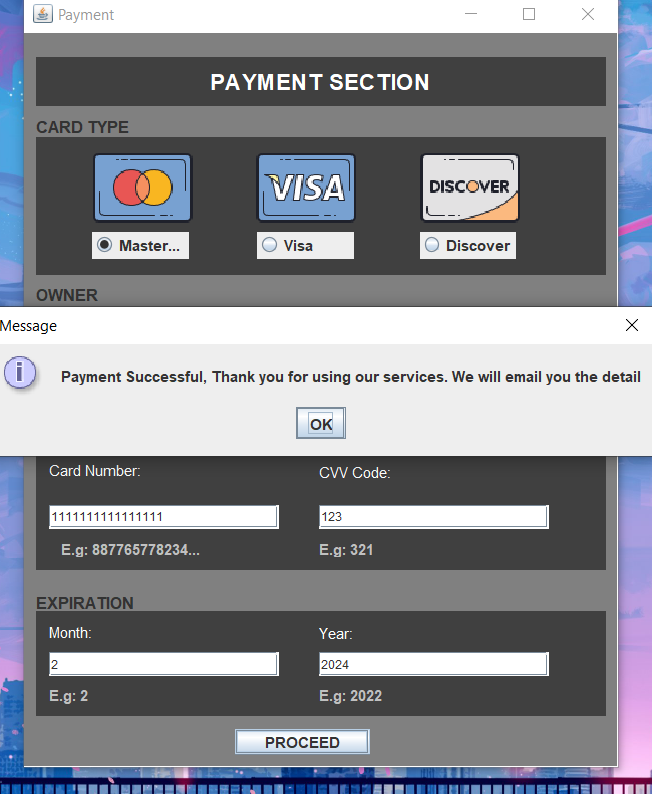 Payment
PAYMENT SECTION
CARD TYPE
VISA
DISCOVER
Master...
Visa
Discover
OWNER
Message
i
Payment Successful, Thank you for using our services. We will email you the detail
OK
Card Number:
CVV Code:
1111111111111111
123
E.g: 887765778234...
E.g: 321
EXPIRATION
Month:
Year:
2
2024
E.g: 2
E.g: 2022
PROCEED